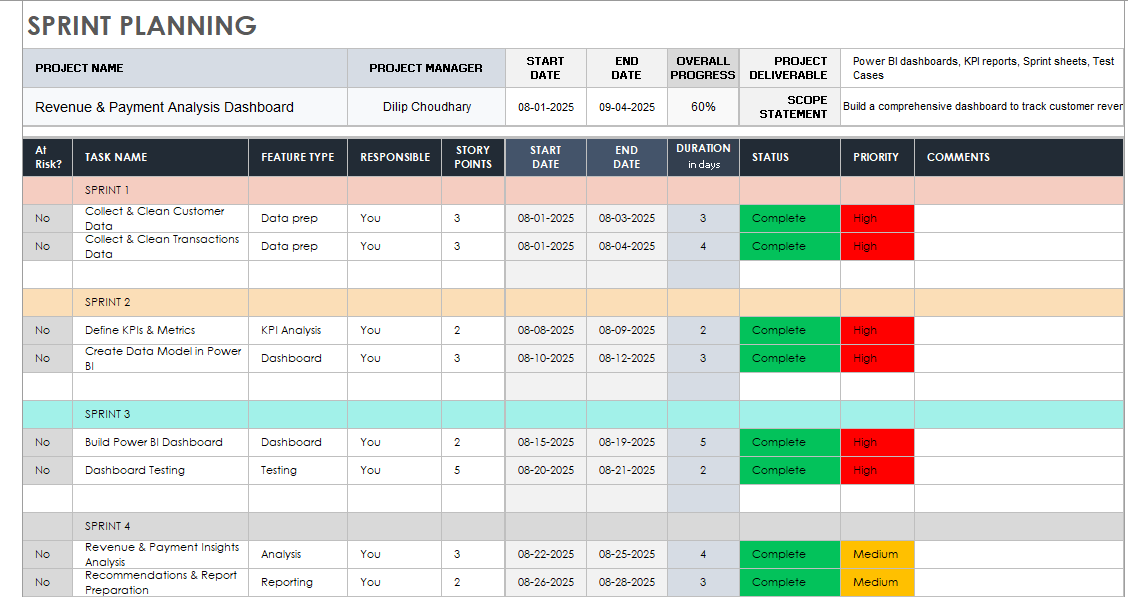 SPRINT PLANNING
PROJECT NAME PROJECT MANAGER START DATE END DATE OVERALL PROGRESS PROJECT DELIVERABLE Power BI dashboards, KPI reports, Sprint sheets, Test Cases
Revenue & Payment Analysis Dashboard Dilip Choudhary 08-01-2025 09-04-2025 60% SCOPE STATEMENT Build a comprehensive dashboard to track customer rever
At Risk? TASK NAME FEATURE TYPE RESPONSIBLE STORY POINTS START DATE END DATE DURATION in days STATUS PRIORITY COMMENTS
SPRINT 1
No Collect & Clean Customer Data Data prep You 3 08-01-2025 08-03-2025 3 Complete High
No Collect & Clean Transactions Data Data prep You 3 08-01-2025 08-04-2025 4 Complete High
SPRINT 2
No Define KPIs & Metrics KPI Analysis You 2 08-08-2025 08-09-2025 2 Complete High
No Create Data Model in Power BI Dashboard You 3 08-10-2025 08-12-2025 3 Complete High
SPRINT 3
No Build Power BI Dashboard Dashboard You 2 08-15-2025 08-19-2025 5 Complete High
No Dashboard Testing Testing You 5 08-20-2025 08-21-2025 2 Complete High
SPRINT 4
No Revenue & Payment Insights Analysis Analysis You 3 08-22-2025 08-25-2025 4 Complete Medium
No Recommendations & Report Preparation Reporting You 2 08-26-2025 08-28-2025 3 Complete Medium